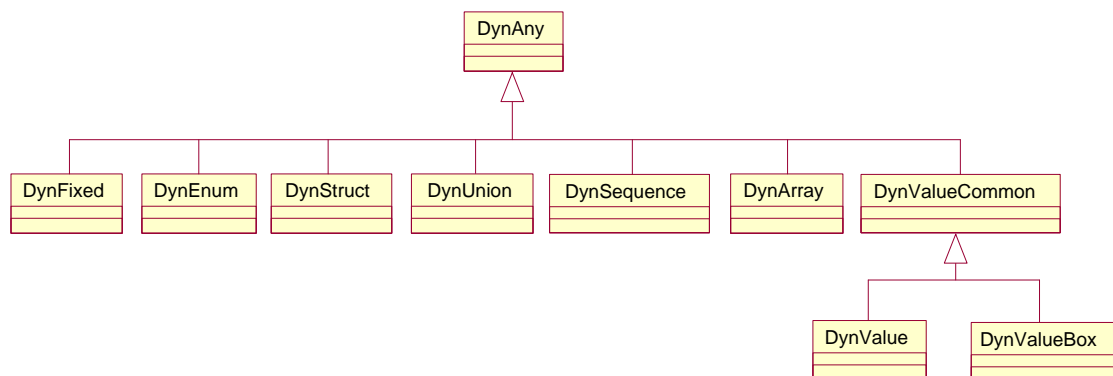 DynAny
DynFixed
DynEnum
DynStruct
DynUnion
DynSequence
DynArray
DynValueCommon
DynValue
DynValueBox